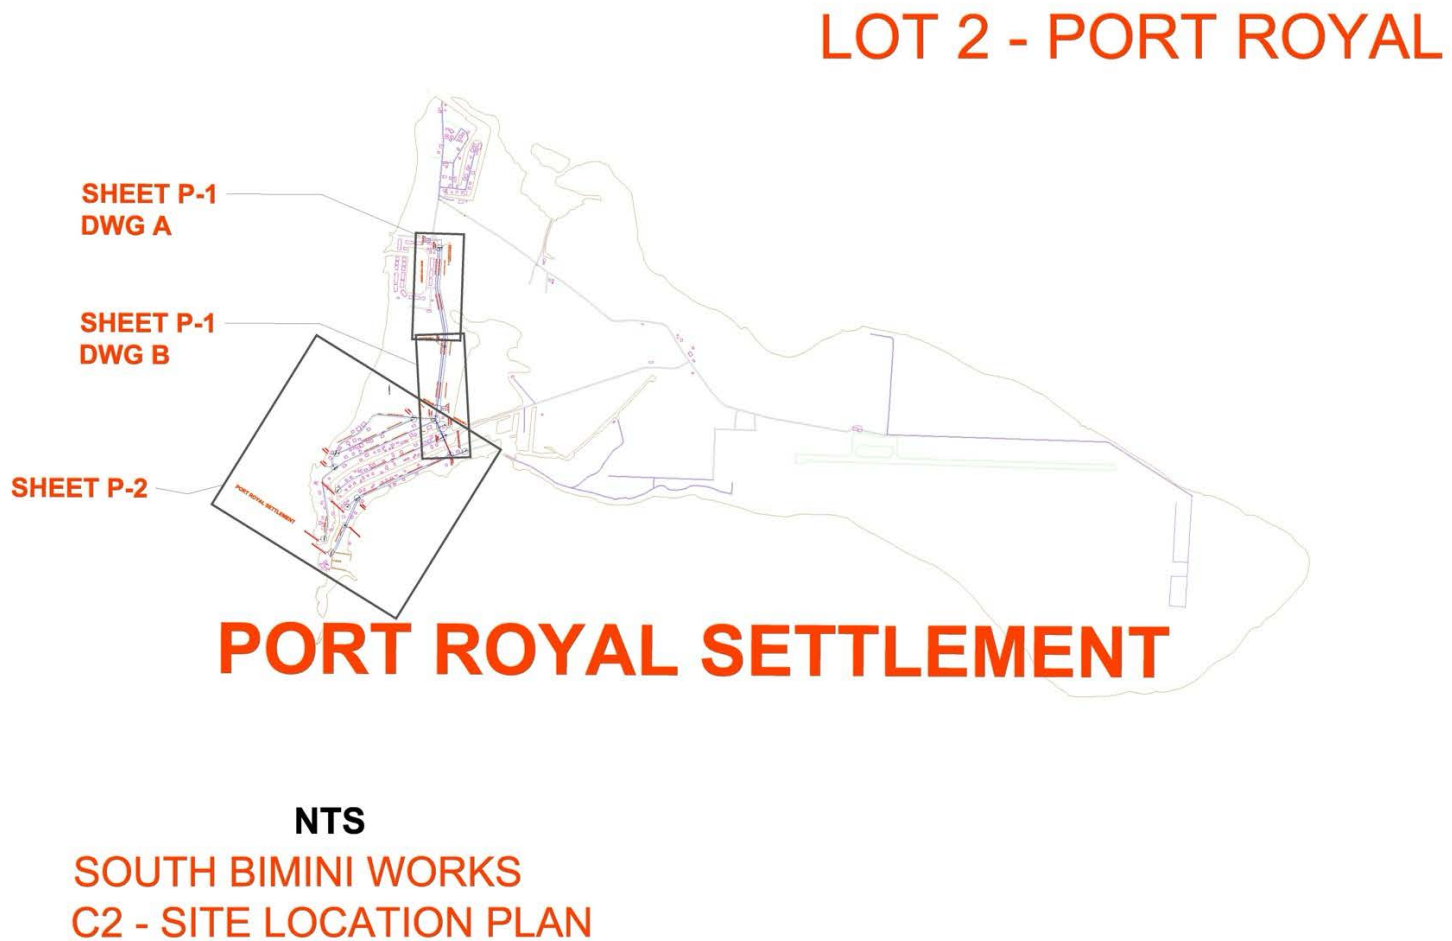 LOT 2 - PORT ROYAL
SHEET P-1
DWG A
SHEET P-1
DWG B
SHEET P-2
PORT ROYAL SETTLEMENT
PORT ROYAL SETTLEMENT
NTS
SOUTH BIMINI WORKS
C2 - SITE LOCATION PLAN